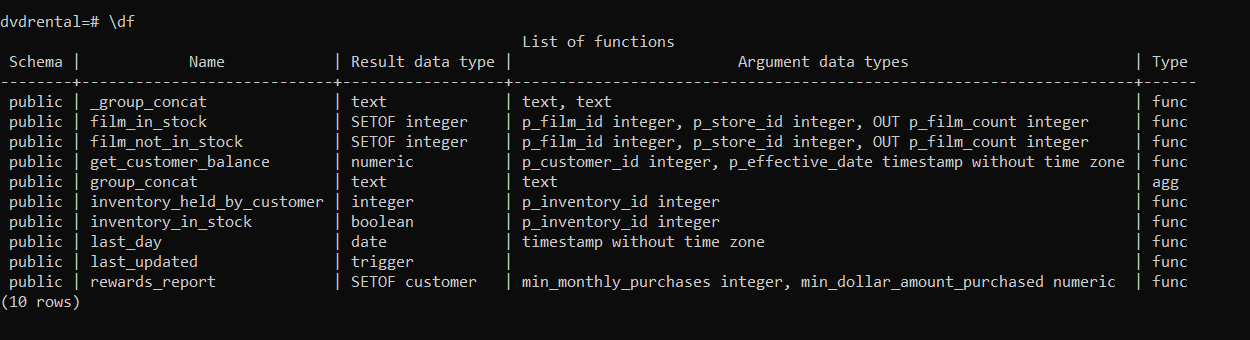 dvdrental=# \df
                                                         List of functions
 Schema |            Name            | Result data type |                         Argument data types                         | Type
--------+----------------------------+------------------+---------------------------------------------------------------------+------
 public | _group_concat              | text             | text, text                                                          | func
 public | film_in_stock              | SETOF integer    | p_film_id integer, p_store_id integer, OUT p_film_count integer     | func
 public | film_not_in_stock          | SETOF integer    | p_film_id integer, p_store_id integer, OUT p_film_count integer     | func
 public | get_customer_balance       | numeric          | p_customer_id integer, p_effective_date timestamp without time zone | func
 public | group_concat               | text             | text                                                                | agg
 public | inventory_held_by_customer | integer          | p_inventory_id integer                                              | func
 public | inventory_in_stock         | boolean          | p_inventory_id integer                                              | func
 public | last_day                   | date             | timestamp without time zone                                         | func
 public | last_updated               | trigger          |                                                                     | func
 public | rewards_report             | SETOF customer   | min_monthly_purchases integer, min_dollar_amount_purchased numeric  | func
(10 rows)